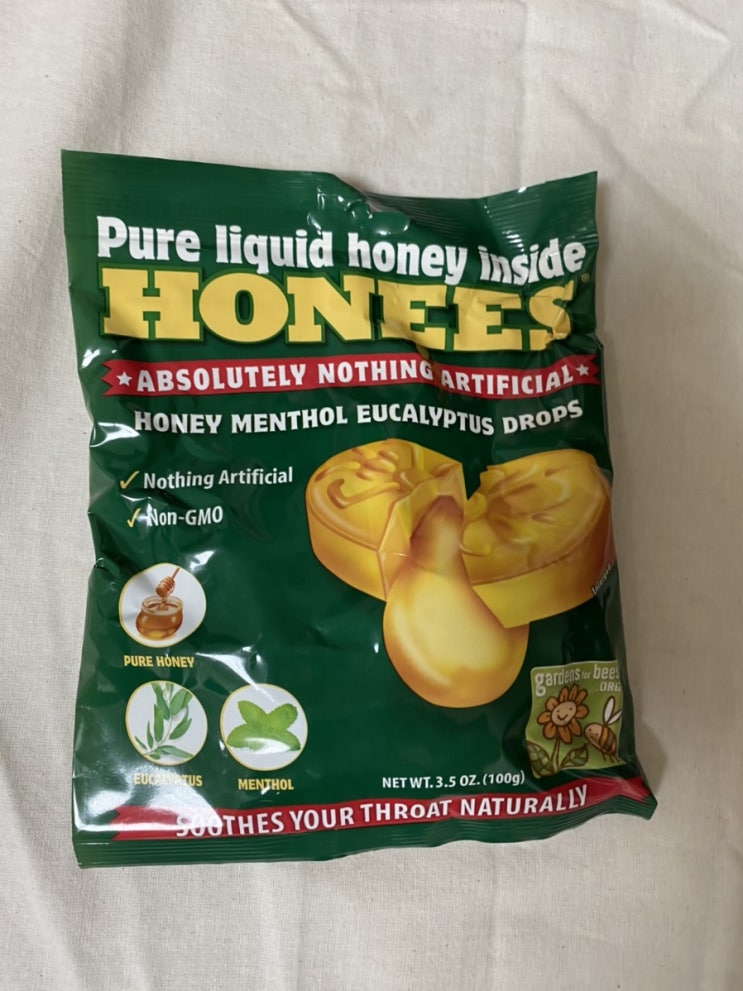 Pure liquid honey inside
HONEES®
★ABSOLUTELY NOTHING ARTIFICIAL★
HONEY MENTHOL EUCALYPTUS DROPS
✓ Nothing Artificial
✓ Non-GMO
PURE HONEY
EUCALYPTUS
MENTHOL
Enlarged
gardens for bees
.ORG
NET WT. 3.5 OZ. (100g)
SOOTHES YOUR THROAT NATURALLY